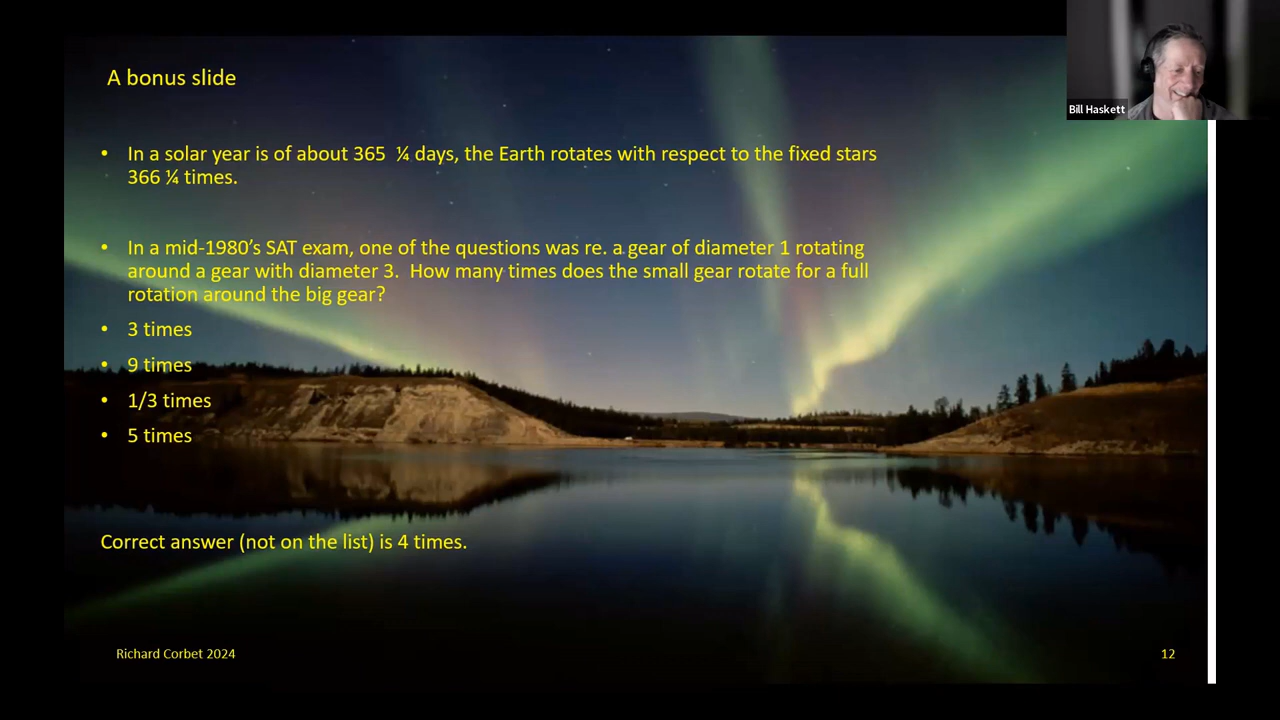 Bill Haskett
A bonus slide
• In a solar year is of about 365 ¼ days, the Earth rotates with respect to the fixed stars
366 ¼ times.
• In a mid-1980's SAT exam, one of the questions was re. a gear of diameter 1 rotating
around a gear with diameter 3. How many times does the small gear rotate for a full
rotation around the big gear?
• 3 times
• 9 times
• 1/3 times
• 5 times
Correct answer (not on the list) is 4 times.
Richard Corbet 2024
12